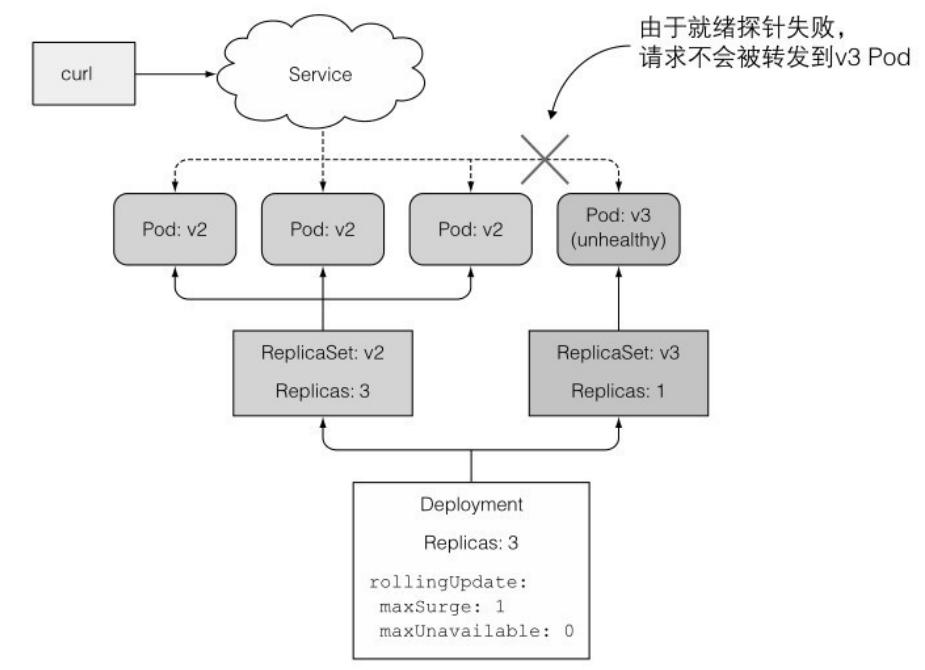 由于就绪探针失败，
请求不会被转发到v3 Pod
curl
Service
Pod: v2
Pod: v2
Pod: v2
Pod: v3
(unhealthy)
ReplicaSet: v2
Replicas: 3
ReplicaSet: v3
Replicas: 1
Deployment
Replicas: 3
rollingUpdate:
maxSurge: 1
maxUnavailable: 0